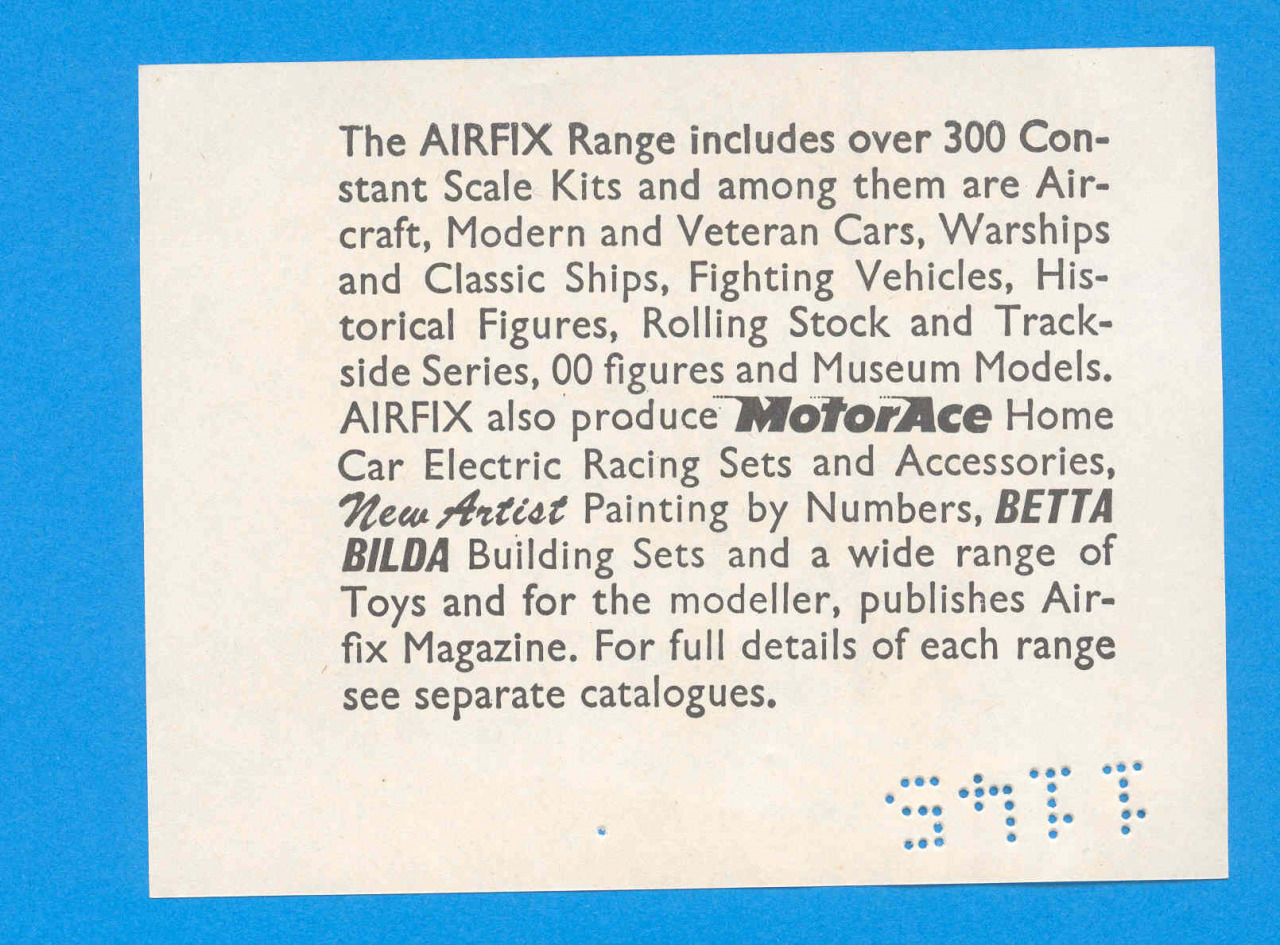 The AIRFIX Range includes over 300 Con-
stant Scale Kits and among them are Air-
craft, Modern and Veteran Cars, Warships
and Classic Ships, Fighting Vehicles, His-
torical Figures, Rolling Stock and Track-
side Series, 00 figures and Museum Models.
AIRFIX also produce MotorAce Home
Car Electric Racing Sets and Accessories,
New Artist Painting by Numbers, BETTA
BILDA Building Sets and a wide range of
Toys and for the modeller, publishes Air-
fix Magazine. For full details of each range
see separate catalogues.
1145